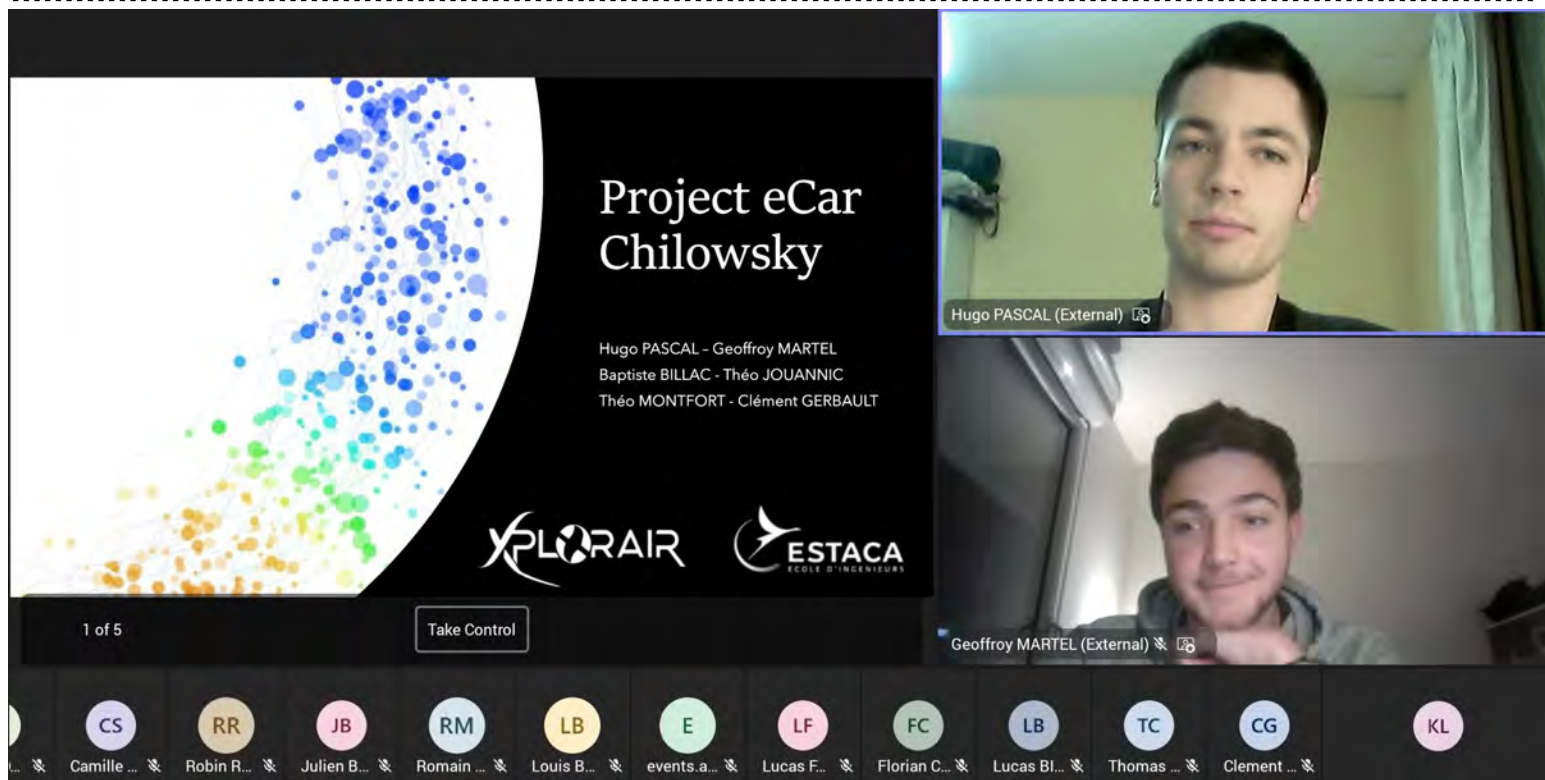 Project eCar
Chilowsky
Hugo PASCAL – Geoffroy MARTEL
Baptiste BILLAC - Théo JOUANNIC
Théo MONTFORT - Clément GERBAULT
XPLORAIR
ESTACA
ECOLE D'INGENIEURS
1 of 5
Take Control
Hugo PASCAL (External)
Geoffroy MARTEL (External)
CS
RR
JB
RM
LB
E
LF
FC
LB
TC
CG
KL
Camille ...
Robin R...
Julien B...
Romain ...
Louis B...
events.a...
Lucas F...
Florian C...
Lucas Bl...
Thomas ...
Clement ...